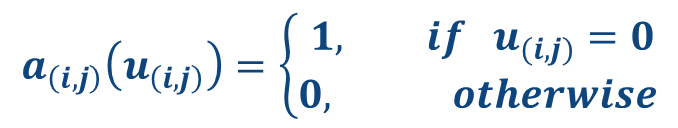 a(i,j)(u(i,j)) = { 1, if u(i,j) = 0
0, otherwise